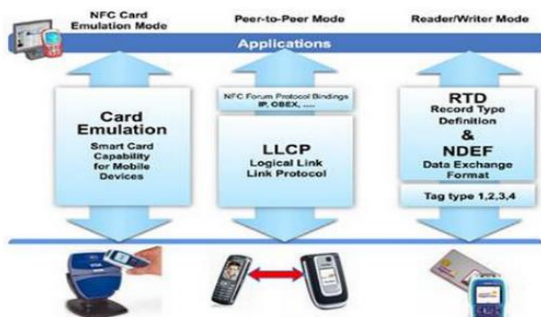 NFC Card
Emulation Mode
Peer-to-Peer Mode
Reader/Writer Mode
Applications
Card
Emulation
Smart Card
Capability
for Mobile
Devices
NFC Forum Protocol Bindings
IP, OBEX, ....
LLCP
Logical Link
Link Protocol
RTD
Record Type
Definition
&
NDEF
Data Exchange
Format
Tag type 1,2,3,4